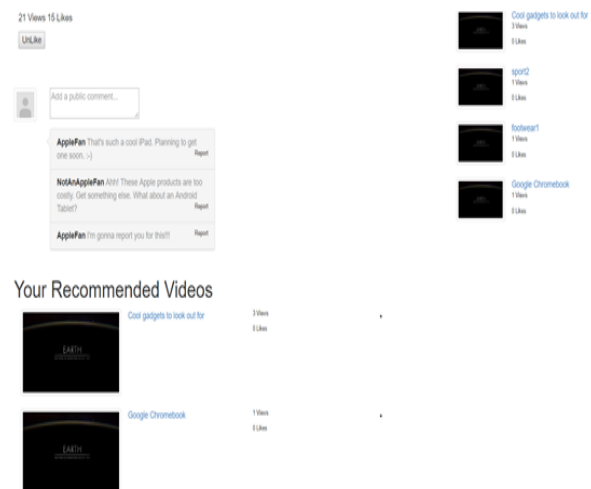 21 Views 15 Likes
UnLike
Add a public comment...
AppleFan That's such a cool iPad. Planning to get
one soon. :-)
Report
NotAnAppleFan Ahh! These Apple products are too
costly. Get something else. What about an Android
Tablet?
Report
AppleFan I'm gonna report you for this!!!
Report
Cool gadgets to look out for
3 Views
0 Likes
sport2
1 Views
0 Likes
footwear1
1 Views
0 Likes
Google Chromebook
1 Views
0 Likes
Your Recommended Videos
EARTH
Cool gadgets to look out for
3 Views
0 Likes
EARTH
Google Chromebook
1 Views
0 Likes